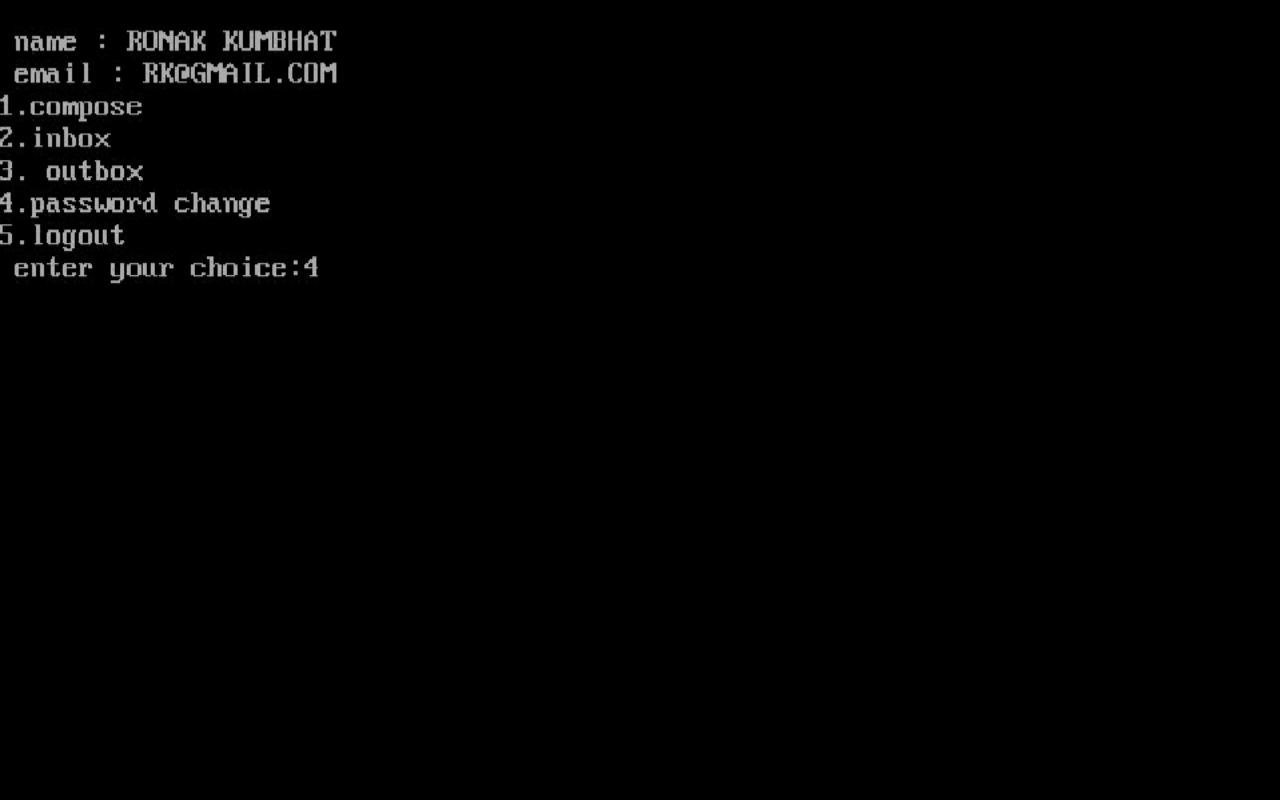 name : RONAK KUMBHAT
email : RK@GMAIL.COM
1.compose
2.inbox
3. outbox
4.password change
5.logout
enter your choice:4